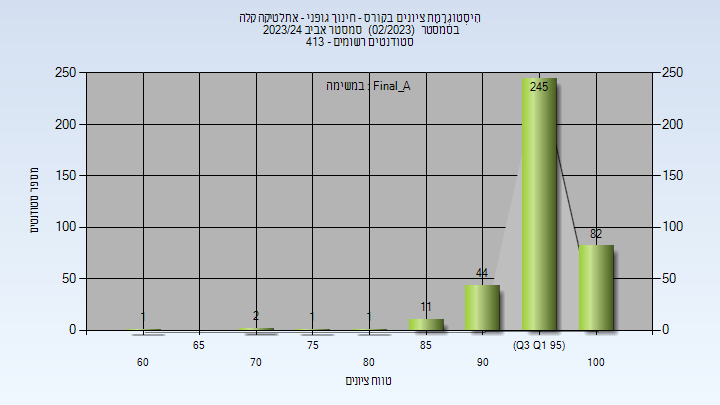 היסטוגרמת ציונים בקורס - חינוך גופני - אתלטיקה קלה
בסמסטר (02/2023) סמסטר אביב 2023/24
סטודנטים רשומים - 413
במשימה : Final_A
250 250
200 200
150 150
100 100
50 50
0 0
מספר סטודנטים
1 2 1 1 11 44 245 82
60 65 70 75 80 85 90 (Q3 Q1 95) 100
טווח ציונים